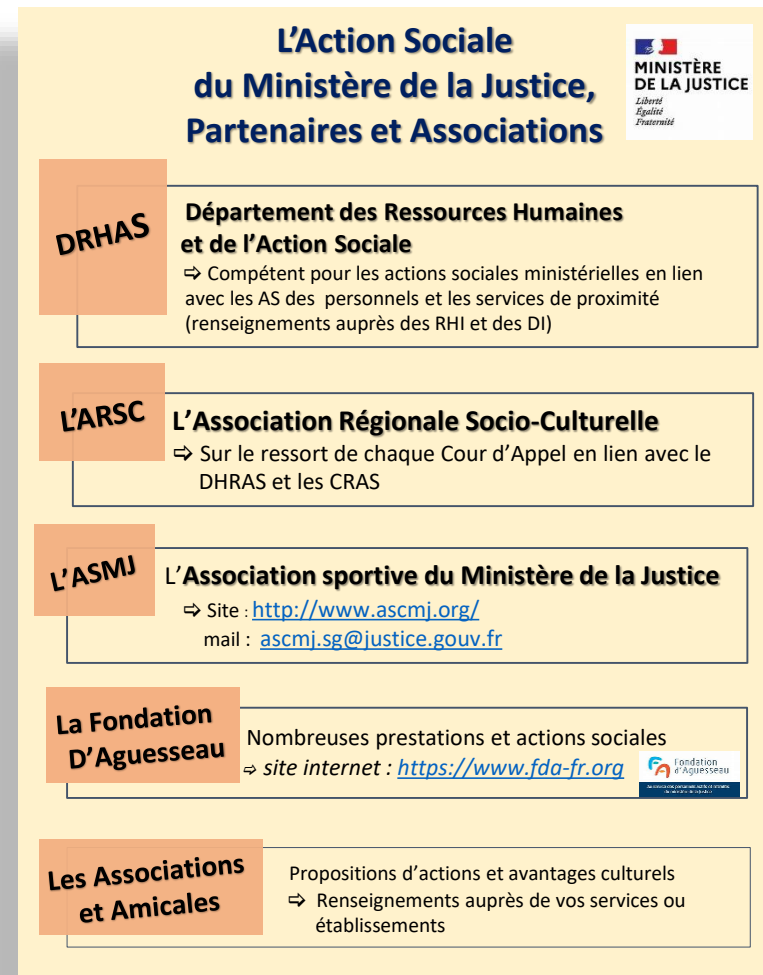 L'Action Sociale
du Ministère de la Justice,
Partenaires et Associations
MINISTÈRE
DE LA JUSTICE
Liberté
Égalité
Fraternité
DRHAS
Département des Ressources Humaines
et de l'Action Sociale
⇨ Compétent pour les actions sociales ministérielles en lien
avec les AS des personnels et les services de proximité
(renseignements auprès des RHI et des DI)
L'ARSC
L'Association Régionale Socio-Culturelle
⇨ Sur le ressort de chaque Cour d'Appel en lien avec le
DHRAS et les CRAS
L'ASMJ
L'Association sportive du Ministère de la Justice
⇨ Site : http://www.ascmj.org/
mail : ascmj.sg@justice.gouv.fr
La Fondation
D'Aguesseau
Nombreuses prestations et actions sociales
⇨ site internet : https://www.fda-fr.org
Fondation
d'Aguesseau
Les Associations
et Amicales
Propositions d'actions et avantages culturels
⇨ Renseignements auprès de vos services ou
établissements